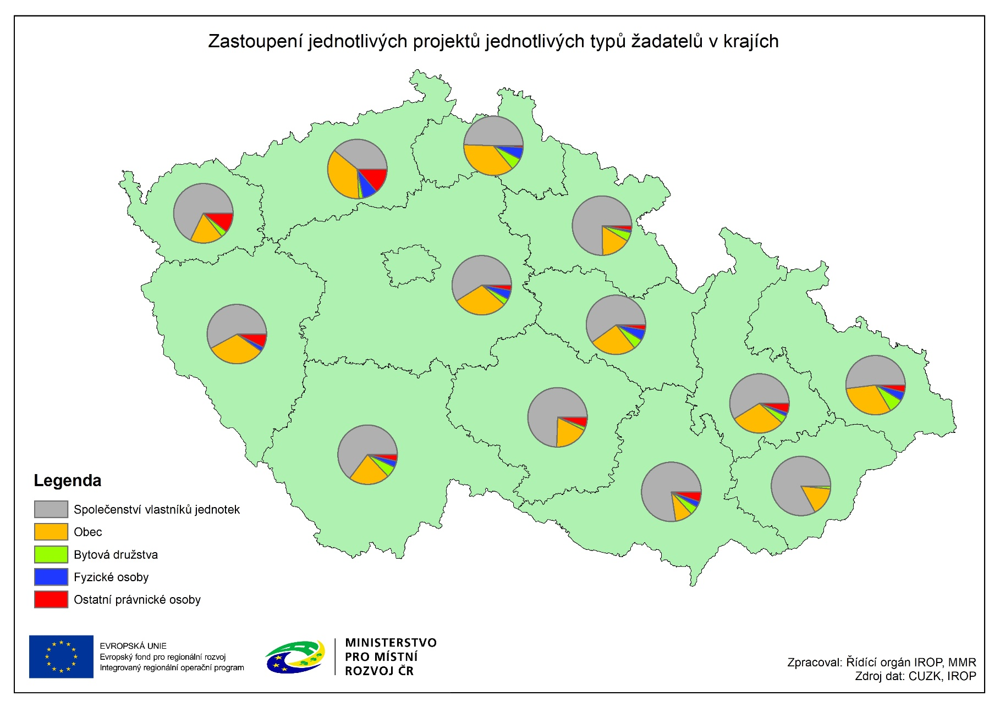 Zastoupení jednotlivých projektů jednotlivých typů žadatelů v krajích
Legenda
Společenství vlastníků jednotek
Obec
Bytová družstva
Fyzické osoby
Ostatní právnické osoby
EVROPSKÁ UNIE
Evropský fond pro regionální rozvoj
Integrovaný regionální operační program
MINISTERSTVO
PRO MÍSTNÍ
ROZVOJ ČR
Zpracoval: Řídící orgán IROP, MMR
Zdroj dat: CUZK, IROP